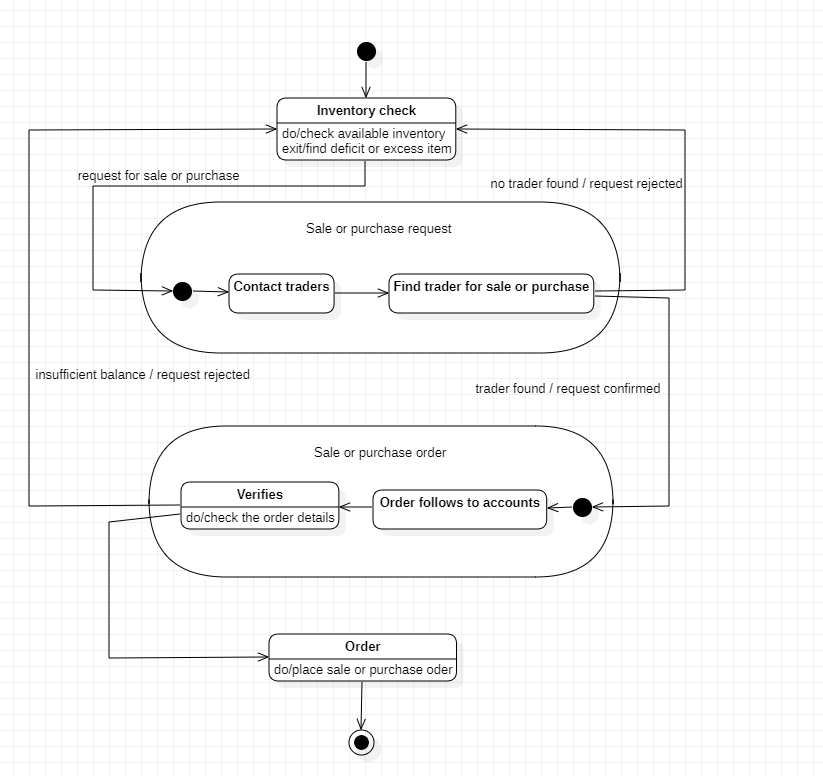 Inventory check
do/check available inventory
exit/find deficit or excess item
request for sale or purchase
no trader found / request rejected
Sale or purchase request
Contact traders
Find trader for sale or purchase
insufficient balance / request rejected
trader found / request confirmed
Sale or purchase order
Verifies
do/check the order details
Order follows to accounts
Order
do/place sale or purchase oder